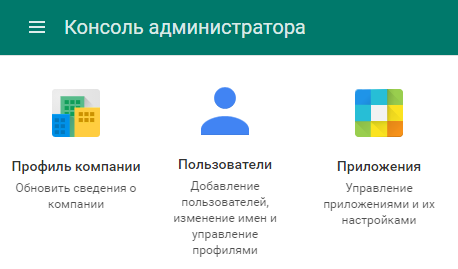 Консоль администратора
Профиль компании
Обновить сведения о
компании
Пользователи
Добавление
пользователей,
изменение имен и
управление
профилями
Приложения
Управление
приложениями и их
настройками